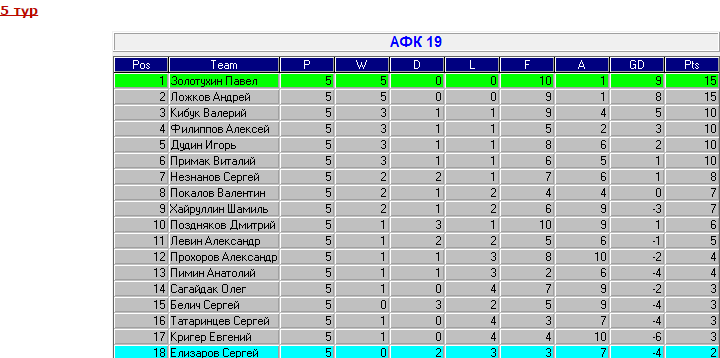 5 тур
АФК 19
Pos Team P W D L F A GD Pts
1 Золотухин Павел 5 5 0 0 10 1 9 15
2 Ложков Андрей 5 5 0 0 9 1 8 15
3 Кибук Валерий 5 3 1 1 9 4 5 10
4 Филиппов Алексей 5 3 1 1 5 2 3 10
5 Дудин Игорь 5 3 1 1 8 6 2 10
6 Примак Виталий 5 3 1 1 6 5 1 10
7 Незнанов Сергей 5 2 2 1 7 6 1 8
8 Покалов Валентин 5 2 1 2 4 4 0 7
9 Хайруллин Шамиль 5 2 1 2 6 9 -3 7
10 Поздняков Дмитрий 5 1 3 1 10 9 1 6
11 Левин Александр 5 1 2 2 5 6 -1 5
12 Прохоров Александр 5 1 1 3 8 10 -2 4
13 Пимин Анатолий 5 1 1 3 2 6 -4 4
14 Сагайдак Олег 5 1 0 4 7 9 -2 3
15 Белич Сергей 5 0 3 2 5 9 -4 3
16 Татаринцев Сергей 5 1 0 4 3 7 -4 3
17 Кригер Евгений 5 1 0 4 4 10 -6 3
18 Елизаров Сергей 5 0 2 3 3 7 -4 2